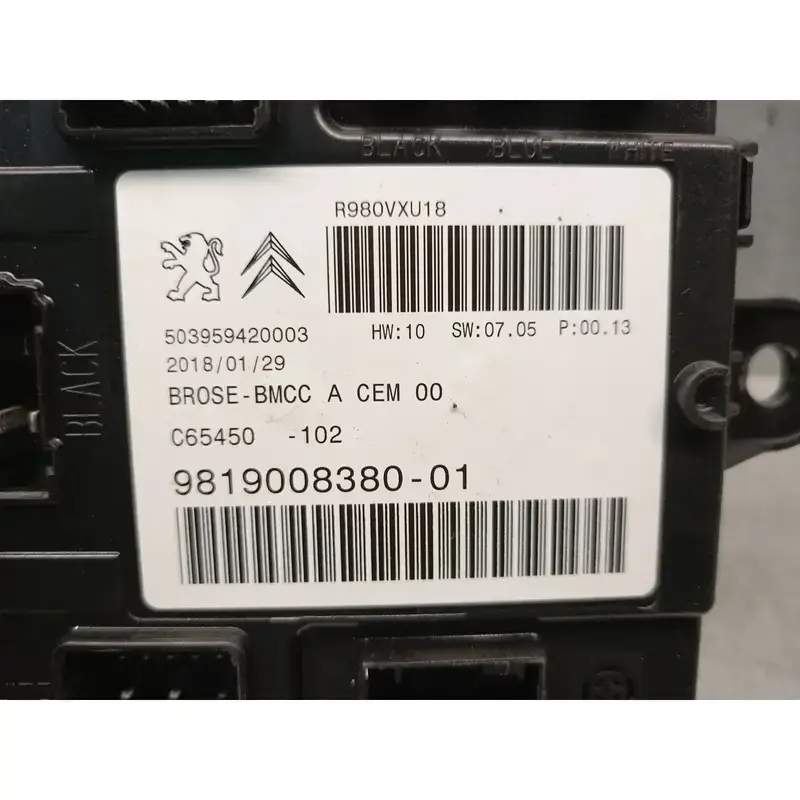 BLACK BLUE WHITE
R980VXU18
503959420003 HW:10 SW:07.05 P:00.13
2018/01/29
BROSE-BMCC A CEM 00
C65450 -102
9819008380-01
BLACK